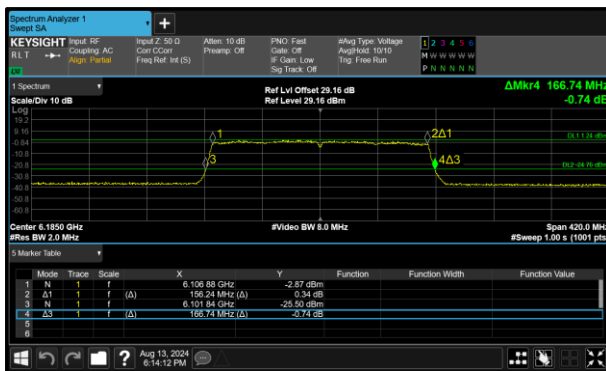 Spectrum Analyzer 1
Swept SA
KEYSIGHT Input: RF Input Z: 50 Ω Atten: 10 dB PNO: Fast #Avg Type: Voltage 1 2 3 4 5 6
RLT Coupling: AC Corr CCorr Preamp: Off Gate: Off Avg|Hold: 10/10 M W W W W W
Align: Partial Freq Ref: Int (S) IF Gain: Low Trig: Free Run
Sig Track: Off P N N N N N
1 Spectrum Ref Lvl Offset 29.16 dB ΔMkr4 166.74 MHz
Scale/Div 10 dB Ref Level 29.16 dBm -0.74 dB
Log
19.2
9.16 1 2Δ1 DL1 1.24 dBm
-0.84
-10.8
-20.8 3 4Δ3 DL2 -24.76 dBm
-30.8
-40.8
-50.8
-60.8
Center 6.1850 GHz #Video BW 8.0 MHz Span 420.0 MHz
#Res BW 2.0 MHz #Sweep 1.00 s (1001 pts)
5 Marker Table
Mode Trace Scale X Y Function Function Width Function Value
1 N 1 f 6.106 88 GHz -2.87 dBm
2 Δ1 1 f (Δ) 156.24 MHz (Δ) 0.34 dB
3 N 1 f 6.101 84 GHz -25.50 dBm
4 Δ3 1 f (Δ) 166.74 MHz (Δ) -0.74 dB
5
6
? Aug 13, 2024
6:14:12 PM